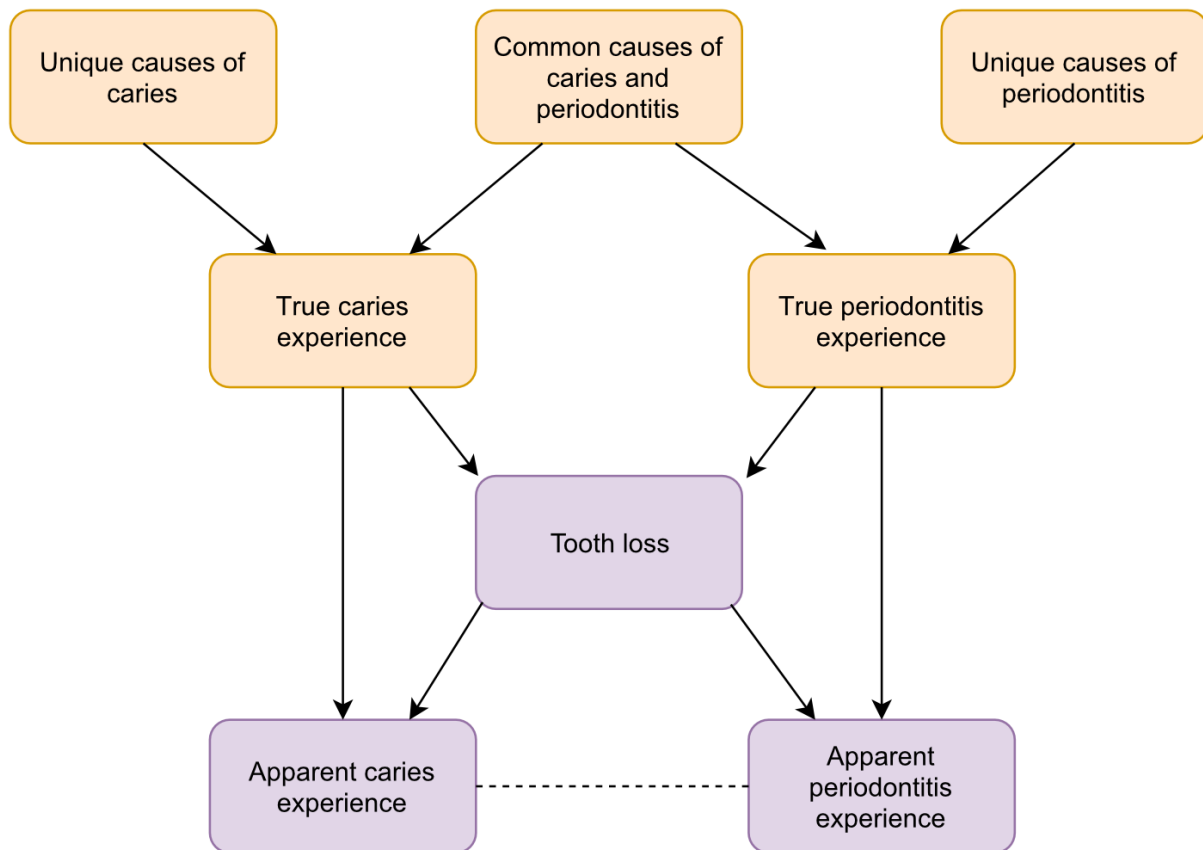 Unique causes of
caries
Common causes of
caries and
periodontitis
Unique causes of
periodontitis
True caries
experience
True periodontitis
experience
Tooth loss
Apparent caries
experience
Apparent
periodontitis
experience